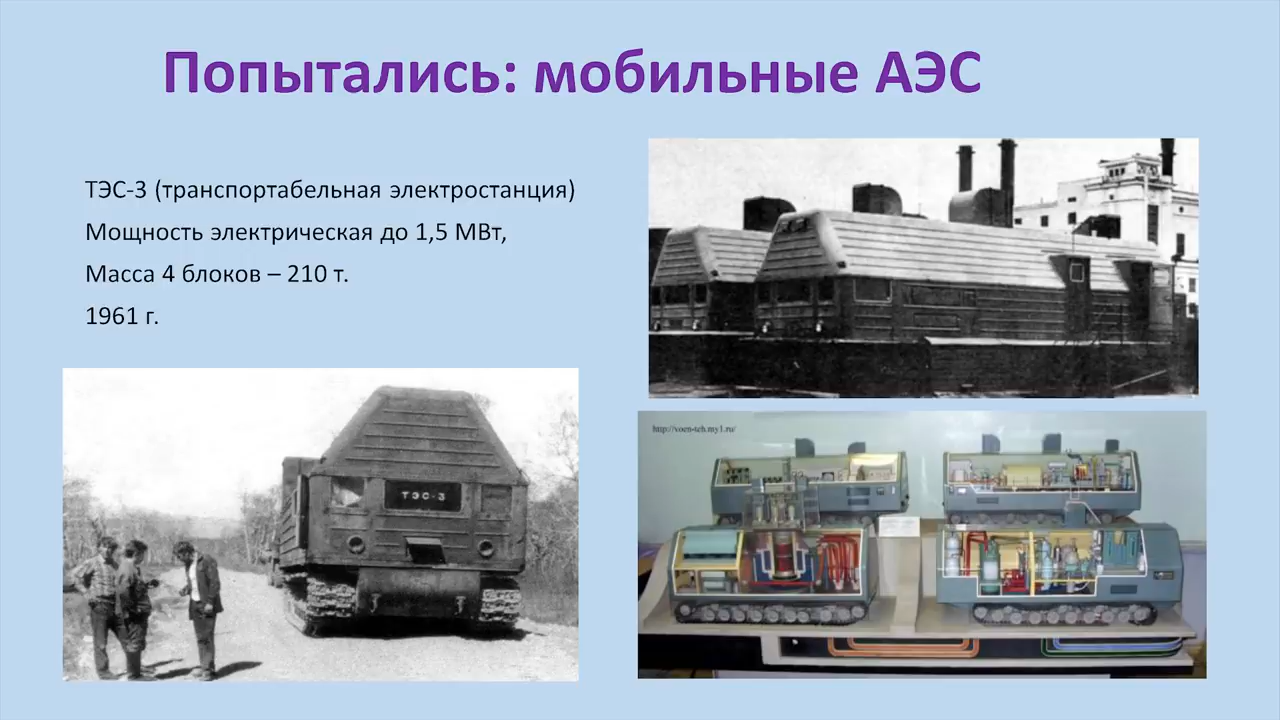 Попытались: мобильные АЭС
ТЭС-3 (транспортабельная электростанция)
Мощность электрическая до 1,5 МВт,
Масса 4 блоков – 210 т.
1961 г.
ТЭС-3
http://voen-teh.my1.ru/